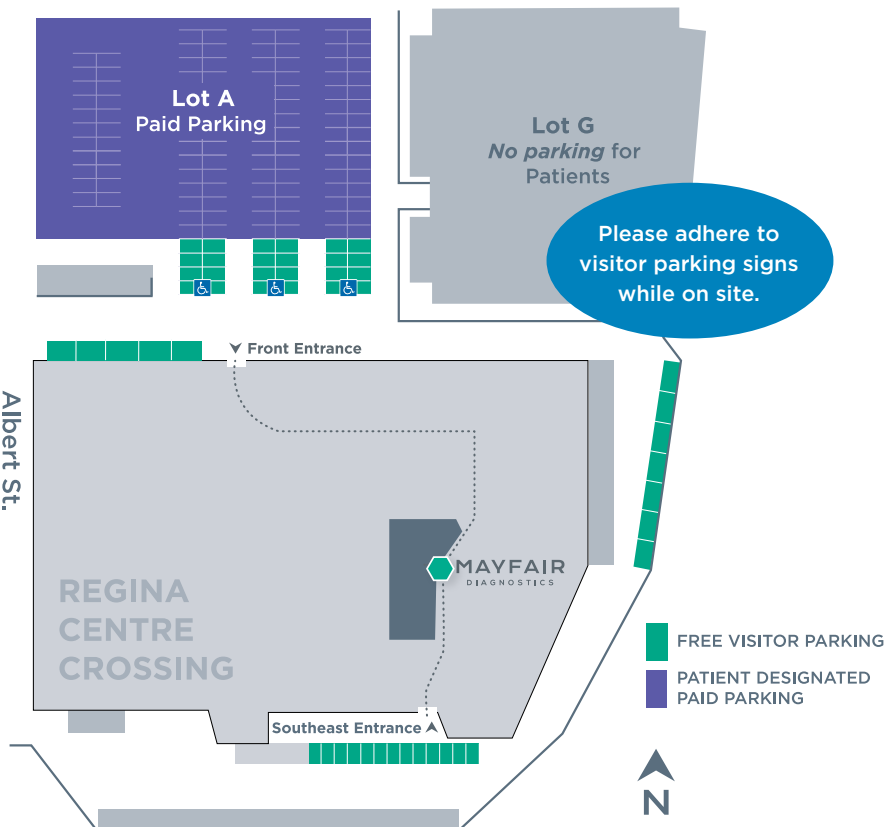 Lot A
Paid Parking
Lot G
No parking for
Patients
Please adhere to
visitor parking signs
while on site.
Front Entrance
Albert St.
MAYFAIR
DIAGNOSTICS
REGINA
CENTRE
CROSSING
FREE VISITOR PARKING
PATIENT DESIGNATED
PAID PARKING
Southeast Entrance
N